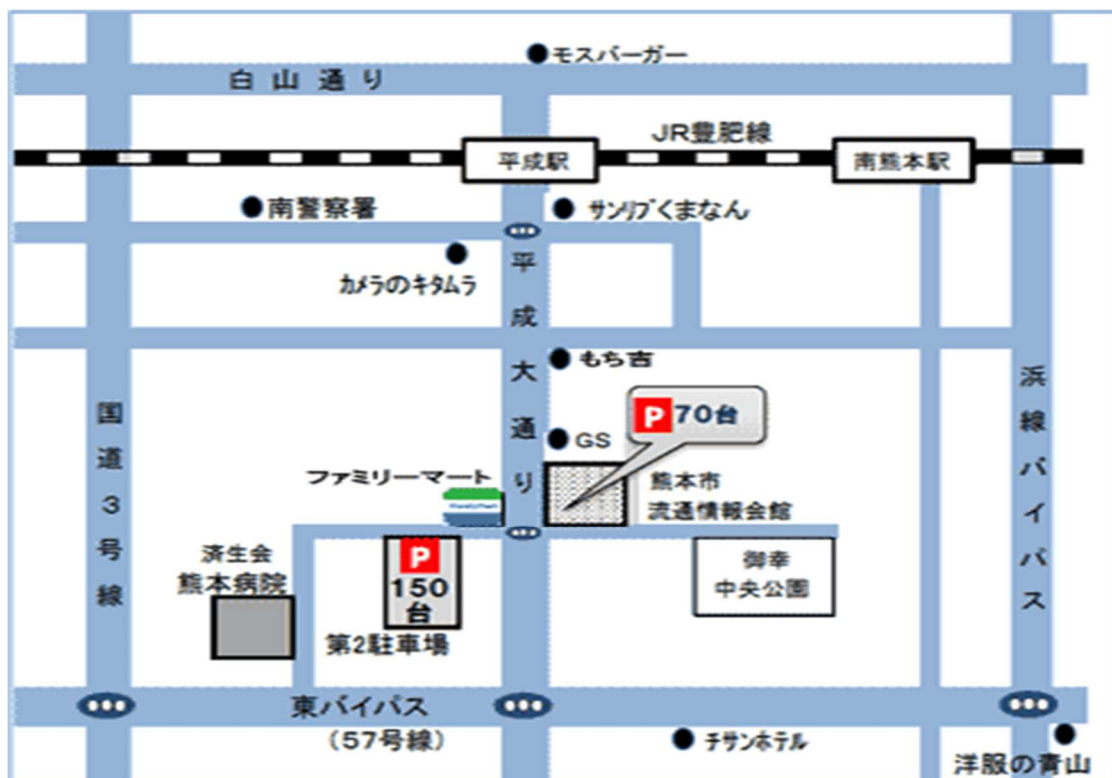 モスバーガー
白山通り
JR豊肥線
平成駅
南熊本駅
南警察署
サンリブくまなん
カメラのキタムラ
平成大通り
もち吉
P 70台
GS
浜線バイパス
国道3号線
ファミリーマート
熊本市
流通情報会館
P
150
台
第2駐車場
済生会
熊本病院
御幸
中央公園
東バイパス
(57号線)
チサンホテル
洋服の青山